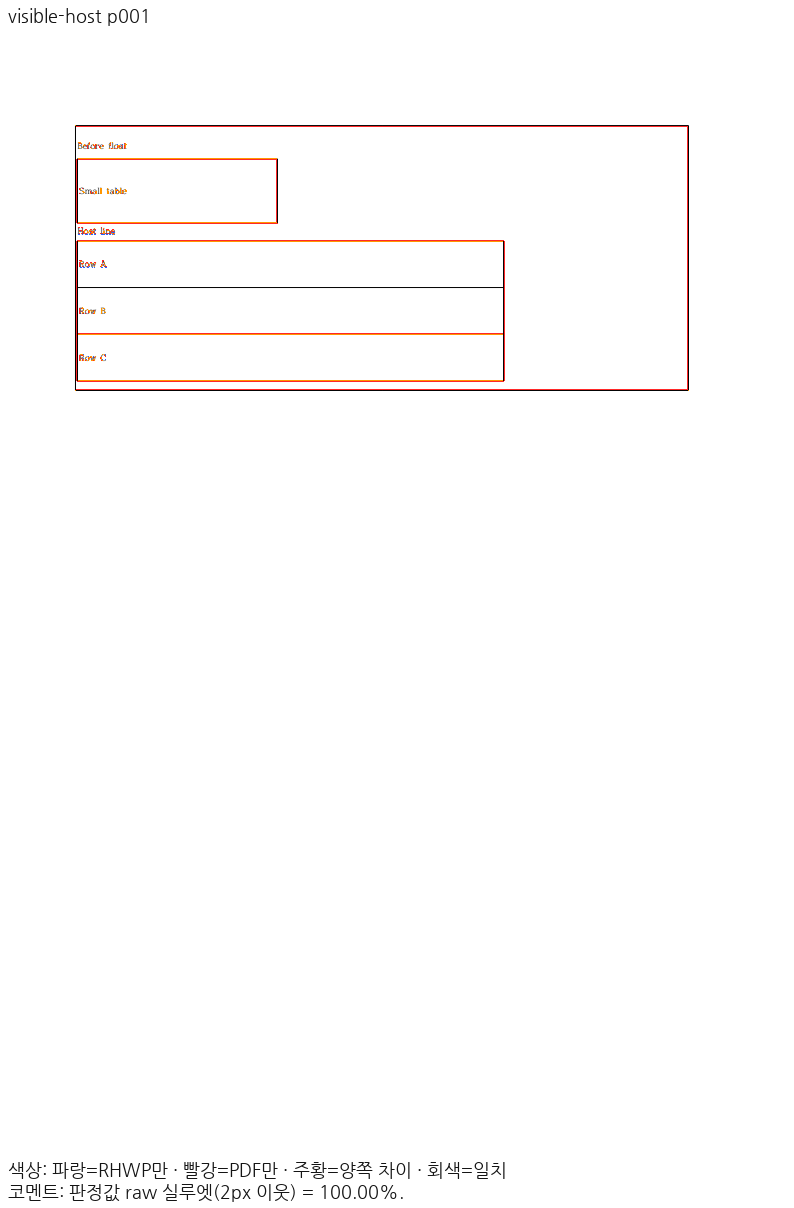 visible-host p001
Before float
Small table
Host line
Row A
Row B
Row C
색상: 파랑=RHWP만 · 빨강=PDF만 · 주황=양쪽 차이 · 회색=일치
코멘트: 판정값 raw 실루엣(2px 이웃) = 100.00%.